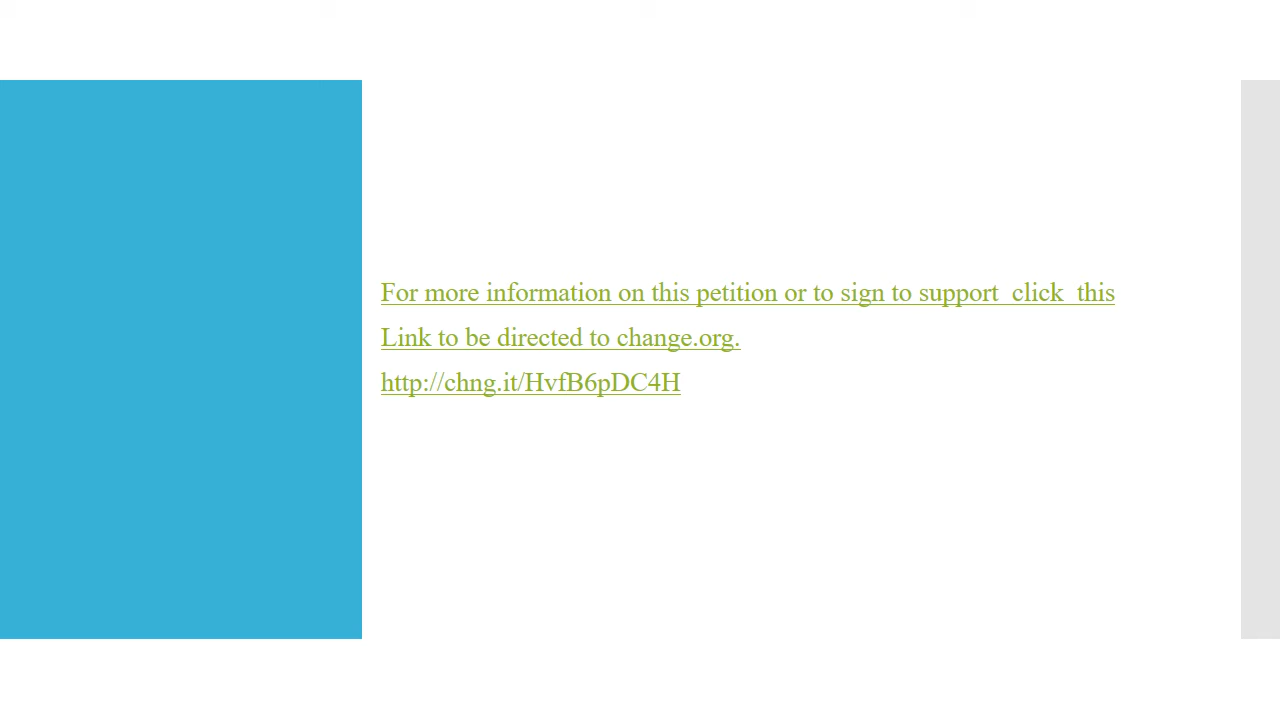 For more information on this petition or to sign to support  click  this
Link to be directed to change.org.
http://chng.it/HvfB6pDC4H